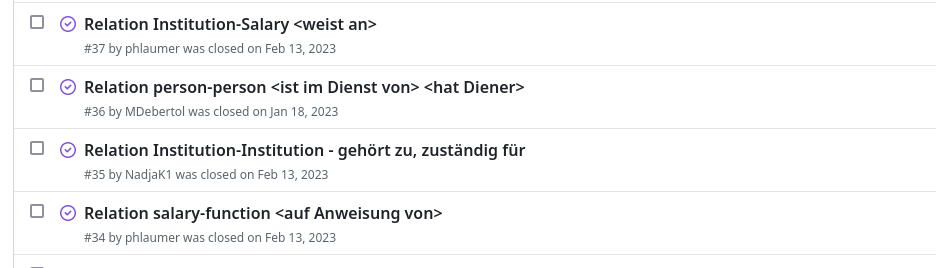 Relation Institution-Salary <weist an>
#37 by phlaumer was closed on Feb 13, 2023
Relation person-person <ist im Dienst von> <hat Diener>
#36 by MDebertol was closed on Jan 18, 2023
Relation Institution-Institution - gehört zu, zuständig für
#35 by NadjaK1 was closed on Feb 13, 2023
Relation salary-function <auf Anweisung von>
#34 by phlaumer was closed on Feb 13, 2023